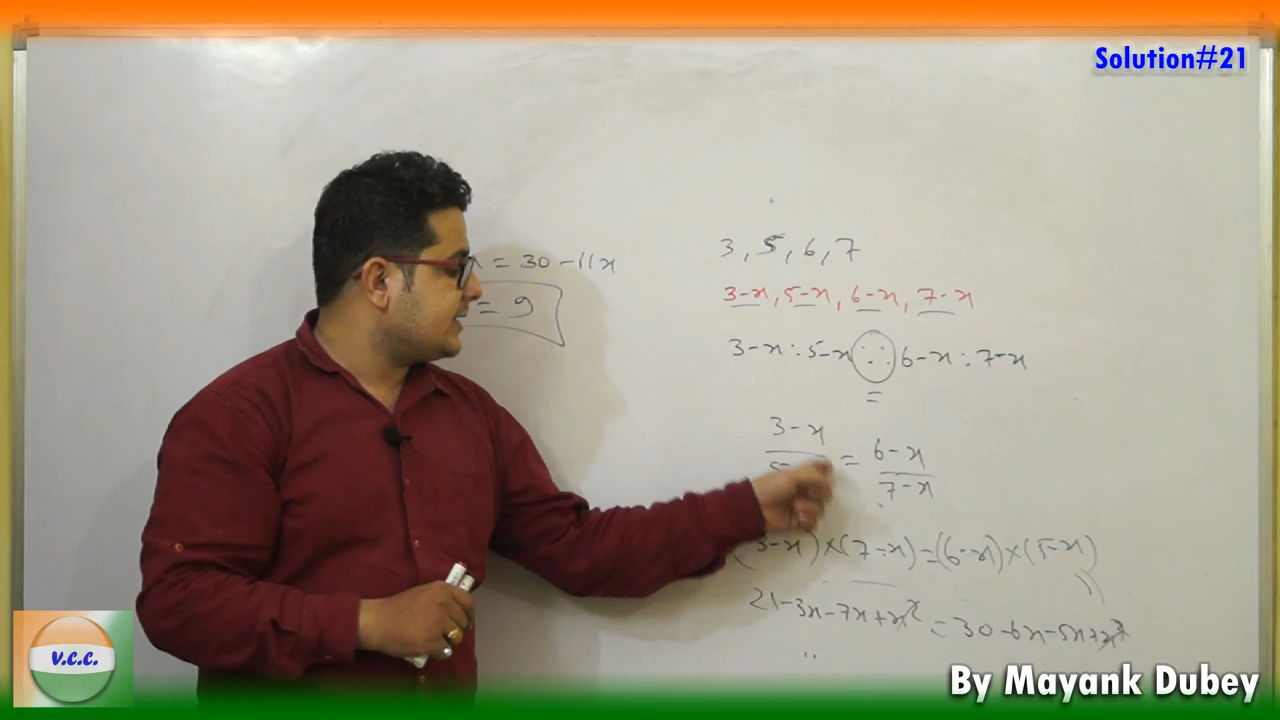 Solution#21
= 30-11x
= 9
3, 5, 6, 7
3-x, 5-x, 6-x, 7-x
3-x : 5-x :: 6-x : 7-x
=
3-x
= 6-x
7-x
(3-x)×(7-x)=(6-x)×(5-x)
21-3x-7x+x² = 30-6x-5x+x²
V.C.C.
By Mayank Dubey